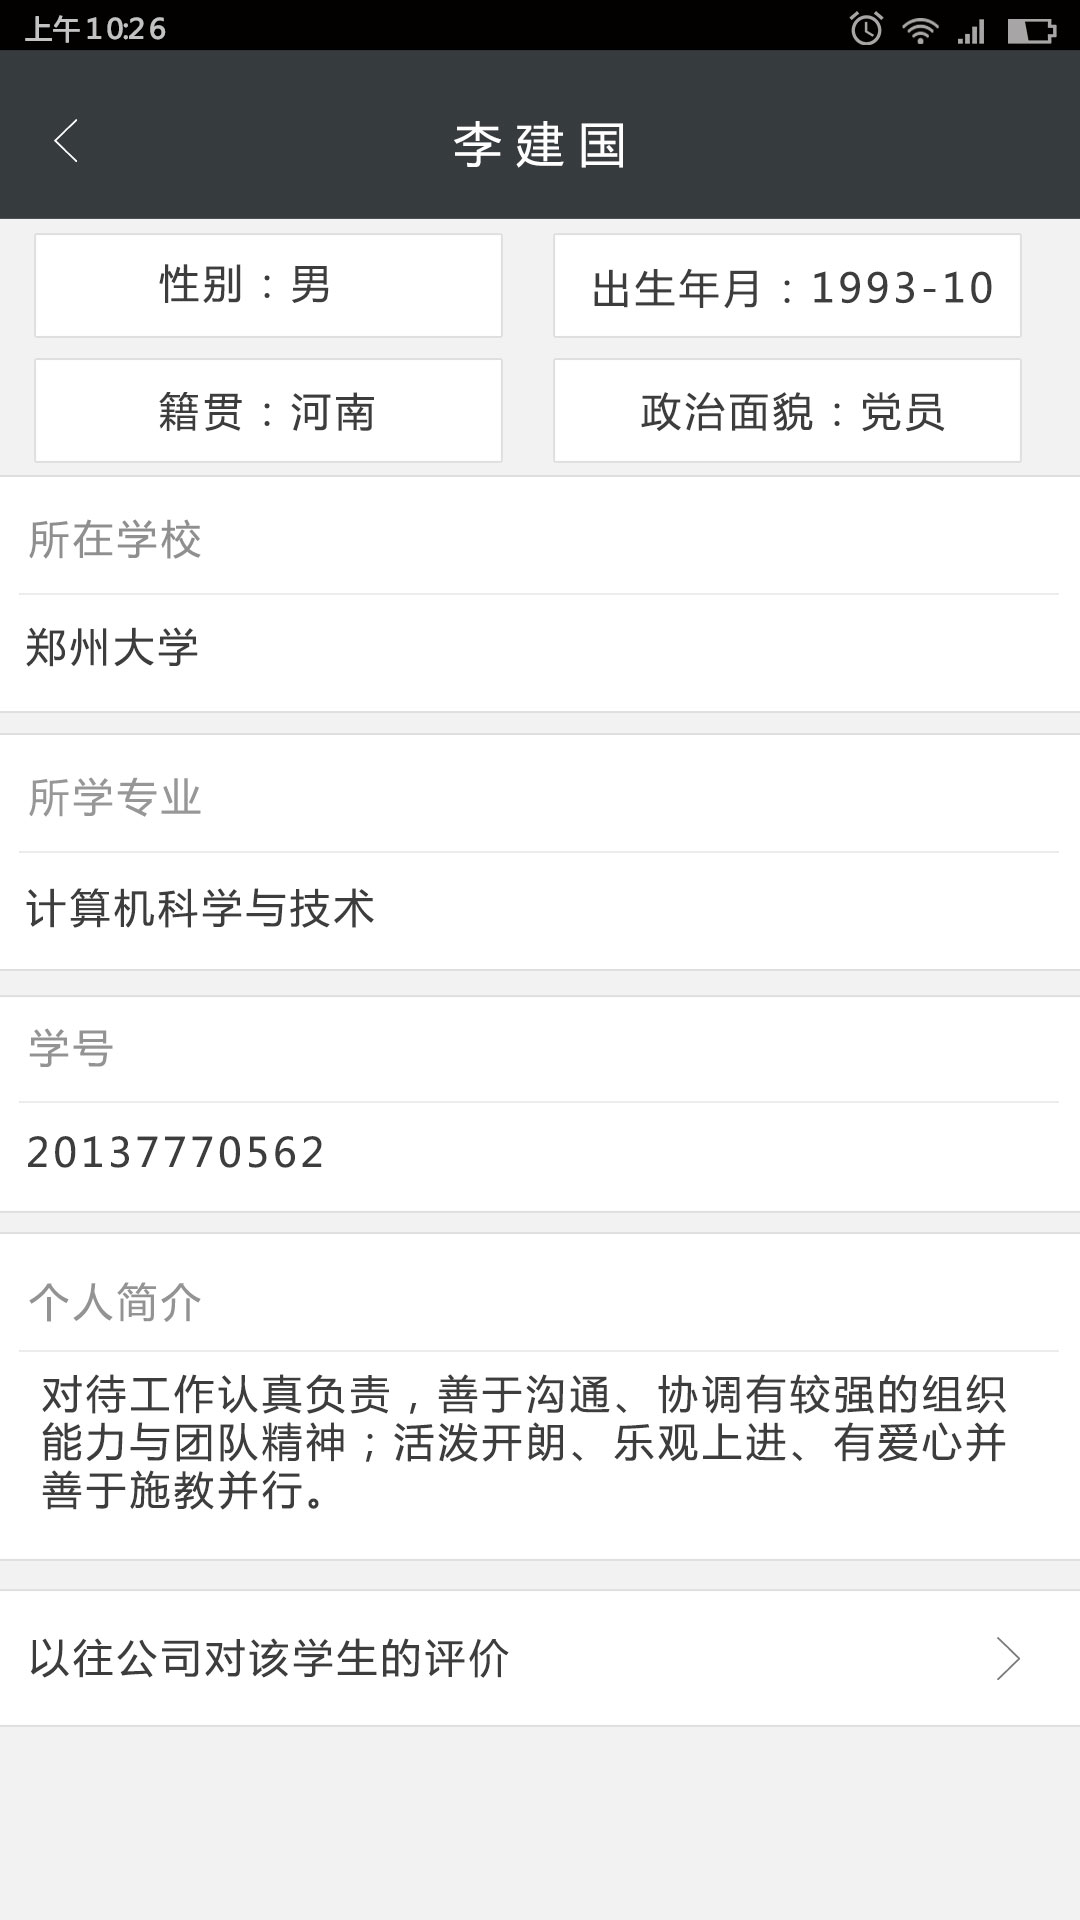 上午10:26
李建国
性别：男
出生年月：1993-10
籍贯：河南
政治面貌：党员
所在学校
郑州大学
所学专业
计算机科学与技术
学号
20137770562
个人简介
对待工作认真负责，善于沟通、协调有较强的组织
能力与团队精神；活泼开朗、乐观上进、有爱心并
善于施教并行。
以往公司对该学生的评价